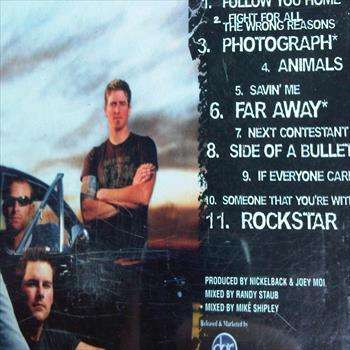 1. FOLLOW YOU HOME
2. FIGHT FOR ALL
THE WRONG REASONS
3. PHOTOGRAPH*
4. ANIMALS
5. SAVIN' ME
6. FAR AWAY*
7. NEXT CONTESTANT
8. SIDE OF A BULLET
9. IF EVERYONE CARE
10. SOMEONE THAT YOU'RE WIT
11. ROCKSTAR
PRODUCED BY NICKELBACK & JOEY MOI
MIXED BY RANDY STAUB
MIXED BY MIKE SHIPLEY
Released & Marketed by